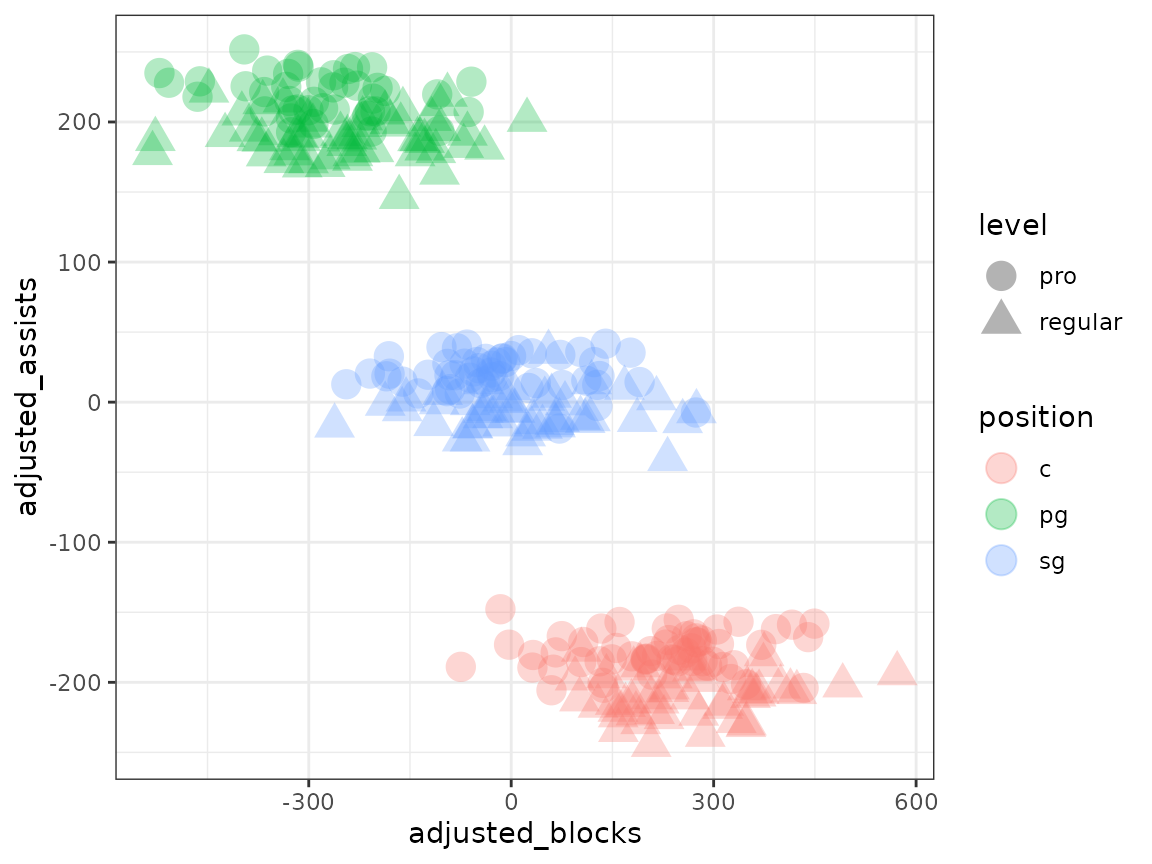 200
100
0
-100
-200
adjusted_assists
-300
0
300
600
adjusted_blocks
level
pro
regular
position
c
pg
sg